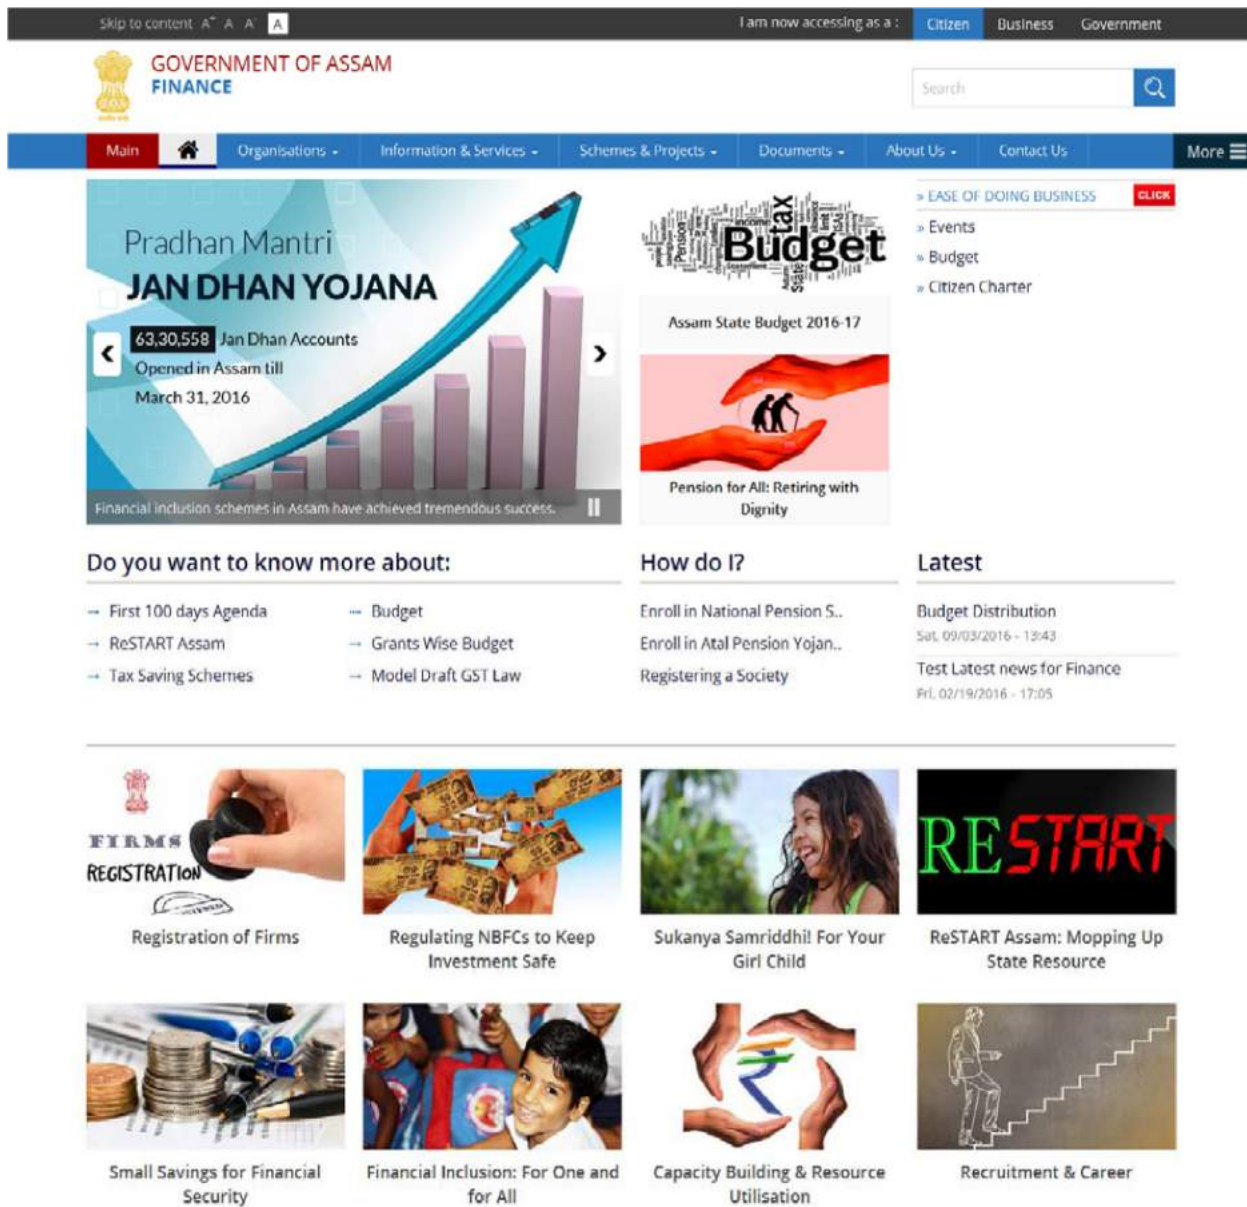 Skip to content A+ A A- A
I am now accessing as a : Citizen Business Government
GOVERNMENT OF ASSAM
FINANCE
Search
Main Organisations Information & Services Schemes & Projects Documents About Us Contact Us More
Pradhan Mantri
JAN DHAN YOJANA
63,30,558 Jan Dhan Accounts
Opened in Assam till
March 31, 2016
Financial inclusion schemes in Assam have achieved tremendous success.
Budget
tax
State
Pension
income
Assam State Budget 2016-17
Pension for All: Retiring with
Dignity
» EASE OF DOING BUSINESS CLICK
» Events
» Budget
» Citizen Charter
Do you want to know more about:
First 100 days Agenda
ReSTART Assam
Tax Saving Schemes
Budget
Grants Wise Budget
Model Draft GST Law
How do I?
Enroll in National Pension S..
Enroll in Atal Pension Yojan..
Registering a Society
Latest
Budget Distribution
Sat, 09/03/2016 - 13:43
Test Latest news for Finance
Fri, 02/19/2016 - 17:05
FIRMS
REGISTRATION
Registration of Firms
Regulating NBFCs to Keep
Investment Safe
Sukanya Samriddhi! For Your
Girl Child
RESTART
ReSTART Assam: Mopping Up
State Resource
Small Savings for Financial
Security
Financial Inclusion: For One and
for All
Capacity Building & Resource
Utilisation
Recruitment & Career